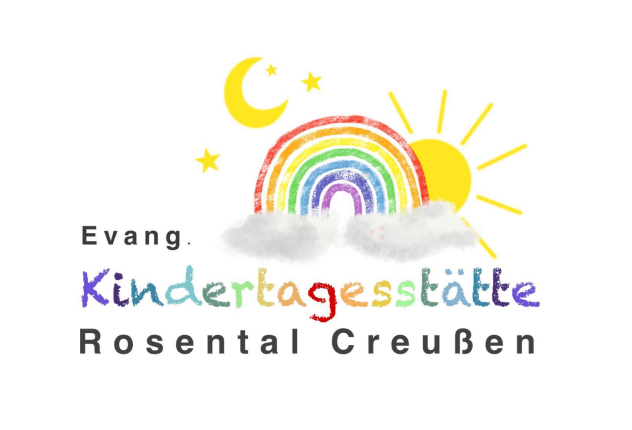 Evang.
Kindertagesstätte
Rosental Creußen